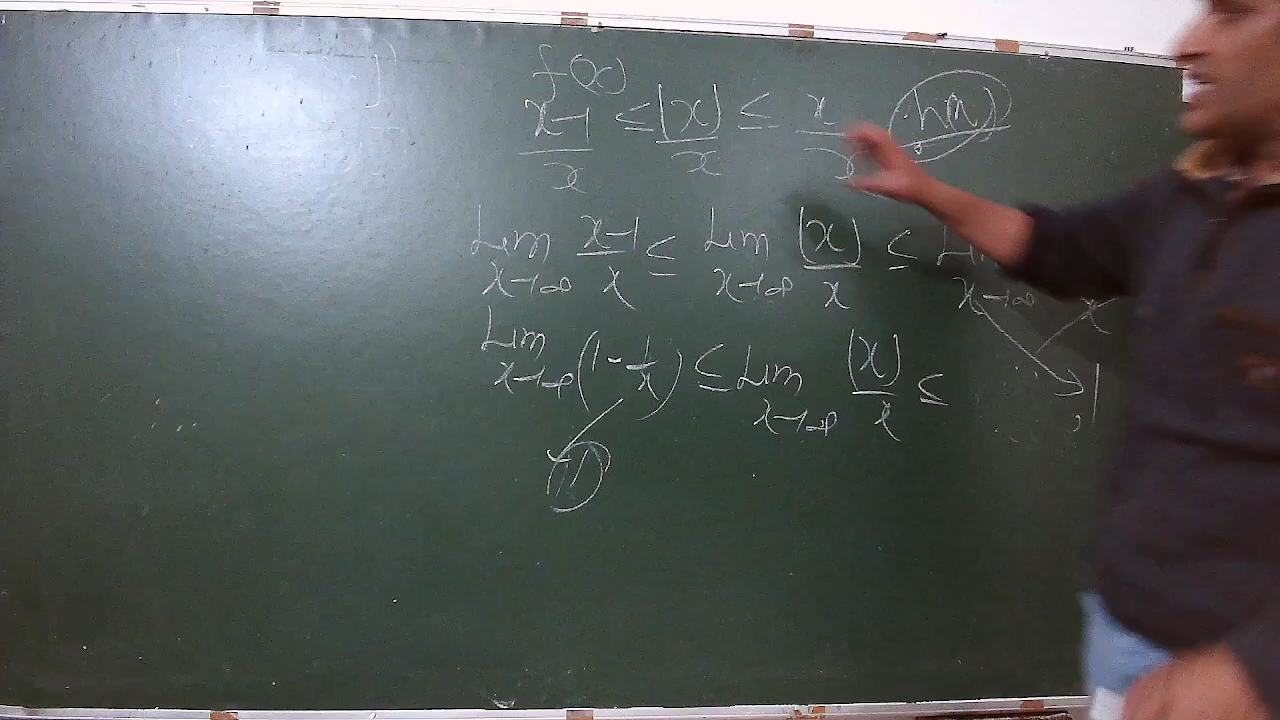 f(x)
x-1/x ≤ [x]/x ≤ x/x h(x)
Lim x→∞ x-1/x ≤ Lim x→∞ [x]/x ≤ Lim x→∞ x
Lim x→∞ (1 - 1/x) ≤ Lim x→∞ [x]/x ≤ 1
1